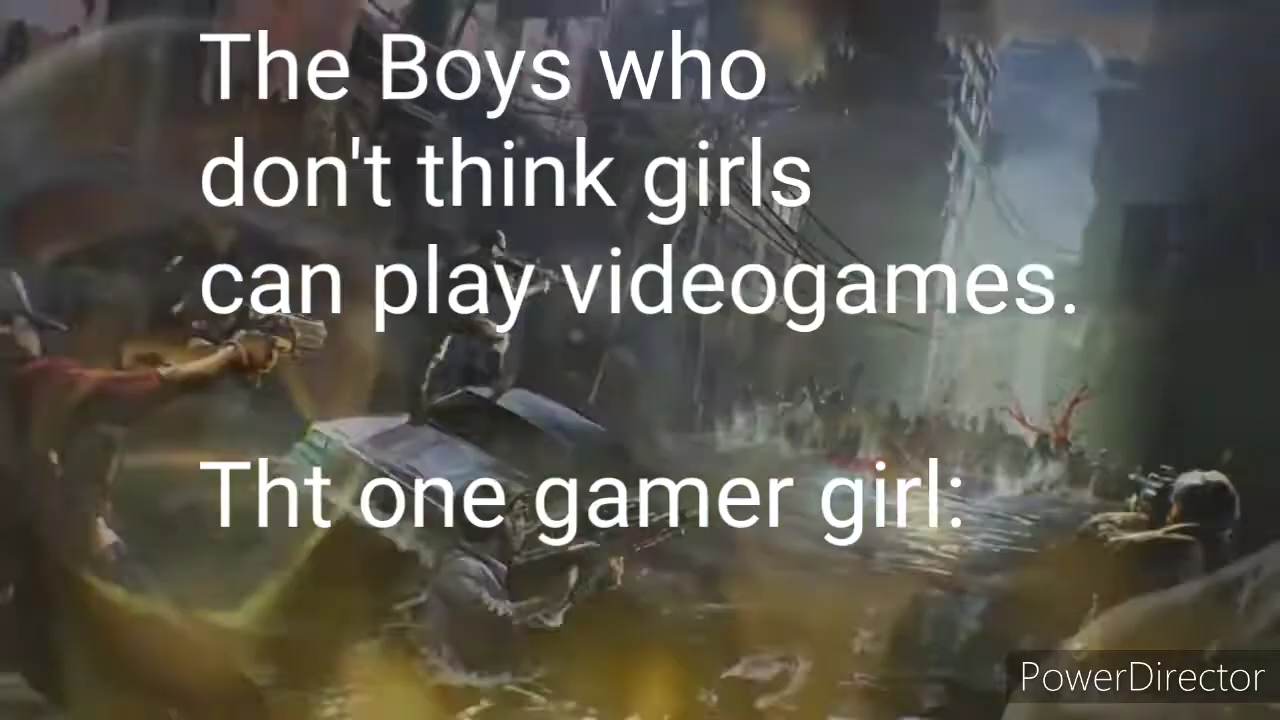 The Boys who
don't think girls
can play videogames.
Tht one gamer girl:
PowerDirector